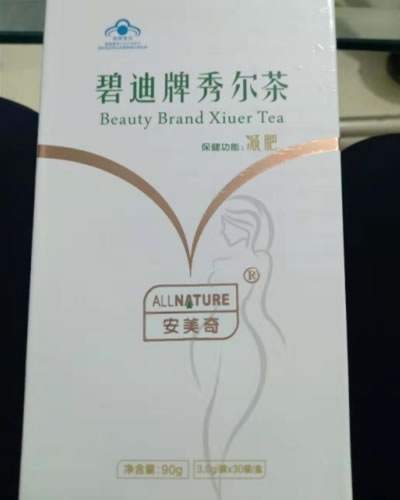 碧迪牌秀尔茶
Beauty Brand Xiuer Tea
保健功能：减肥
ALLNATURE®
安美奇
净含量：90g 3.0g/袋x30袋/盒